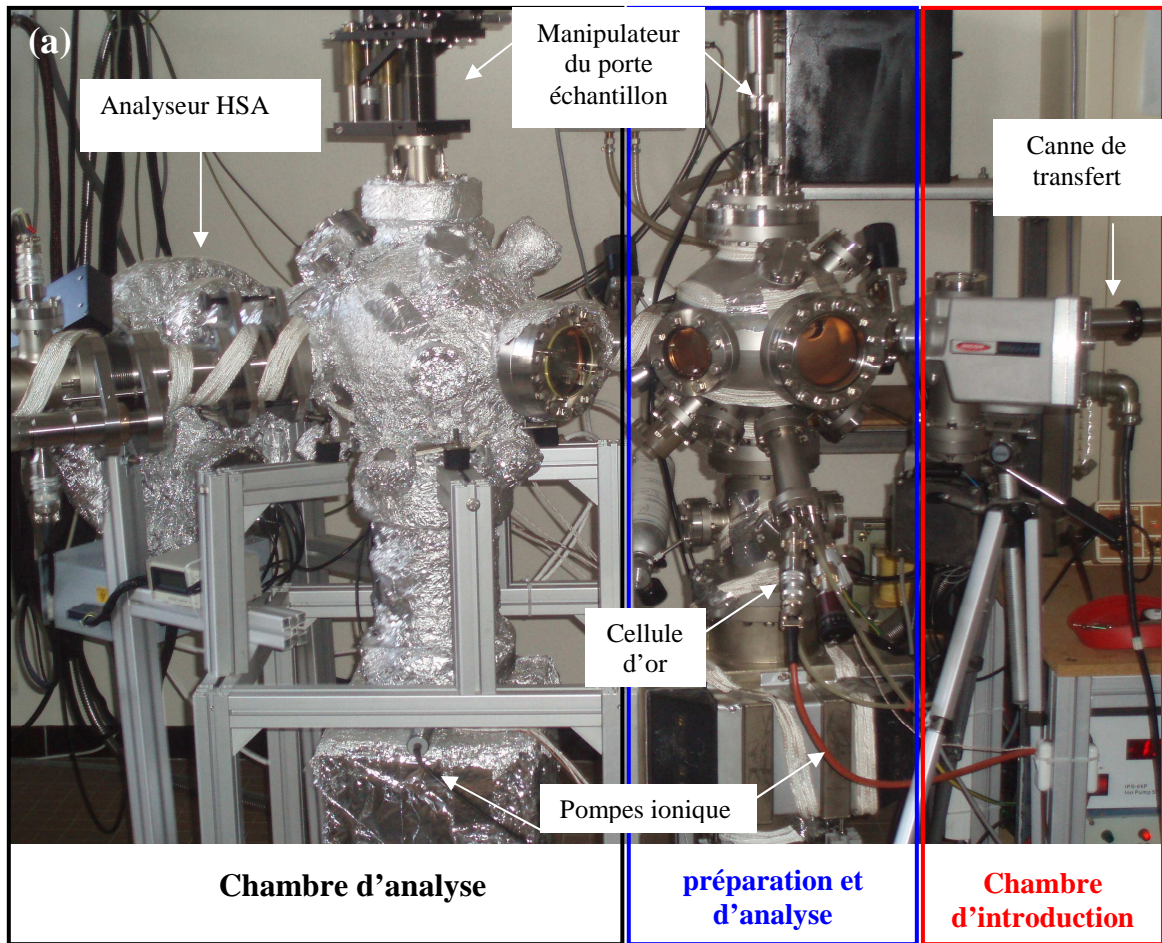 (a)
Manipulateur
du porte
échantillon
Analyseur HSA
Canne de
transfert
Cellule
d'or
Pompes ionique
Chambre d'analyse
préparation et
d'analyse
Chambre
d'introduction